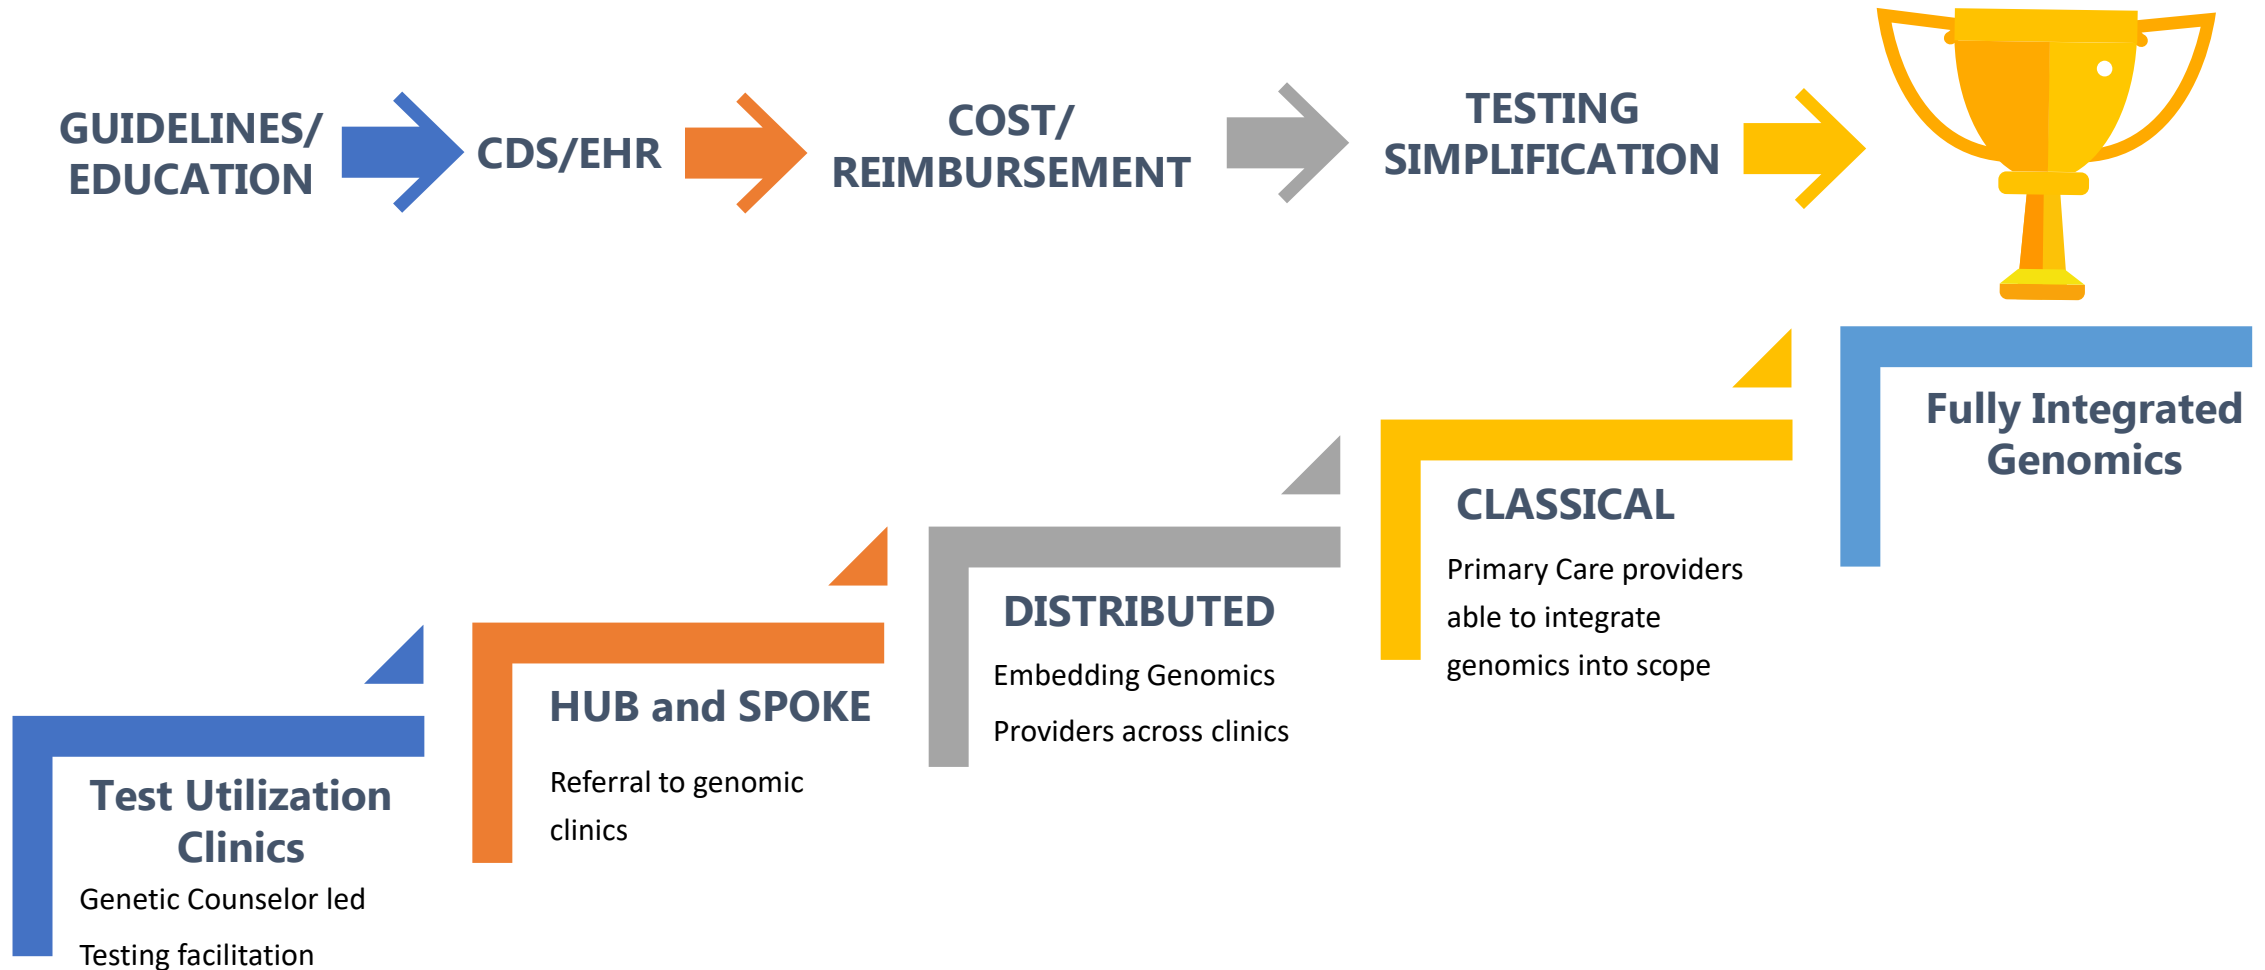 GUIDELINES/
EDUCATION
CDS/EHR
COST/
REIMBURSEMENT
TESTING
SIMPLIFICATION
Test Utilization
Clinics
Genetic Counselor led
Testing facilitation
HUB and SPOKE
Referral to genomic
clinics
DISTRIBUTED
Embedding Genomics
Providers across clinics
CLASSICAL
Primary Care providers
able to integrate
genomics into scope
Fully Integrated
Genomics